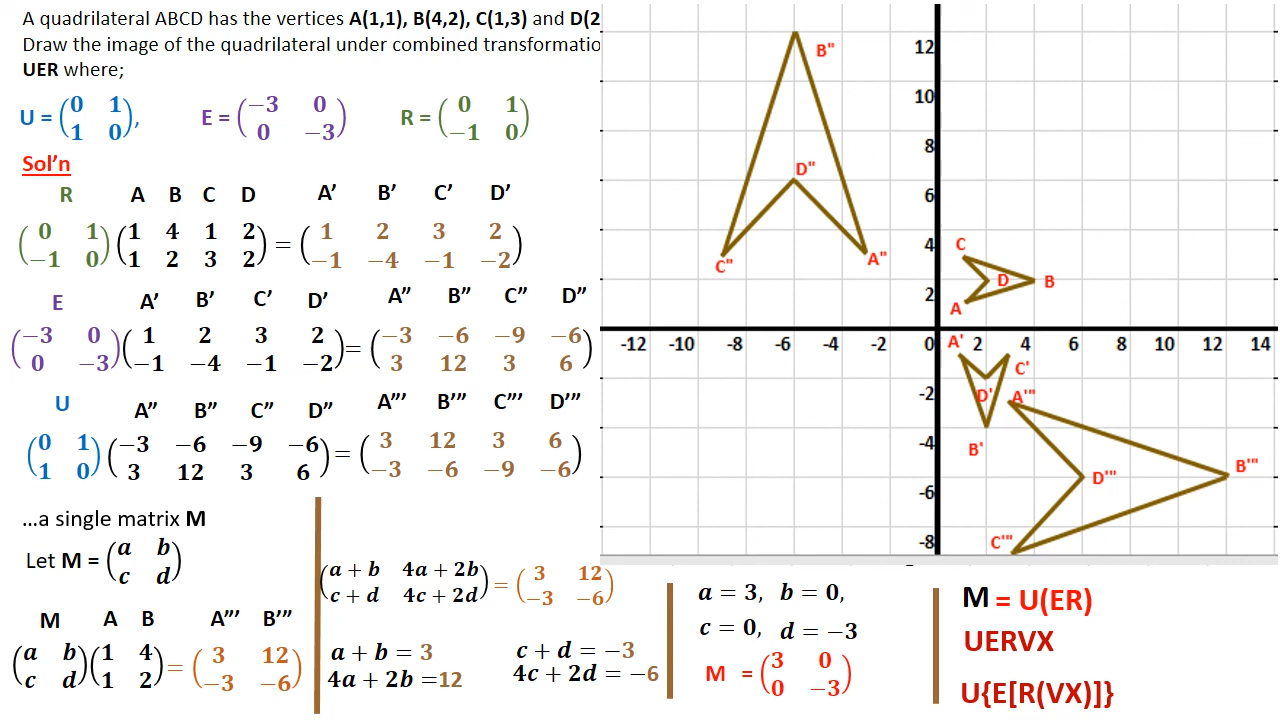 A quadrilateral ABCD has the vertices A(1,1), B(4,2), C(1,3) and D(2
Draw the image of the quadrilateral under combined transformatio
UER where;
U = (0 1
1 0), E = (−3 0
0 −3) R = (0 1
−1 0)
Sol'n
R A B C D A′ B′ C′ D′
(0 1
−1 0) (1 4 1 2
1 2 3 2) = (1 2 3 2
−1 −4 −1 −2)
E A′ B′ C′ D′ A″ B″ C″ D″
(−3 0
0 −3) (1 2 3 2
−1 −4 −1 −2) = (−3 −6 −9 −6
3 12 3 6)
U A″ B″ C″ D″ A‴ B‴ C‴ D‴
(0 1
1 0) (−3 −6 −9 −6
3 12 3 6) = (3 12 3 6
−3 −6 −9 −6)
...a single matrix M
Let M = (a b
c d)
M A B A‴ B‴
(a b
c d) (1 4
1 2) = (3 12
−3 −6)
(a + b 4a + 2b
c + d 4c + 2d) = (3 12
−3 −6)
a + b = 3
4a + 2b =12
c + d = −3
4c + 2d = −6
a = 3, b = 0,
c = 0, d = −3
M = (3 0
0 −3)
M = U(ER)
UERVX
U{E[R(VX)]}
12
10
8
6
4
2
-12 -10 -8 -6 -4 -2 0 2 4 6 8 10 12 14
-2
-4
-6
-8
B"
D"
C"
A"
C
D
B
A
A'
C'
D'
B'
A'"
B'"
D'"
C'"